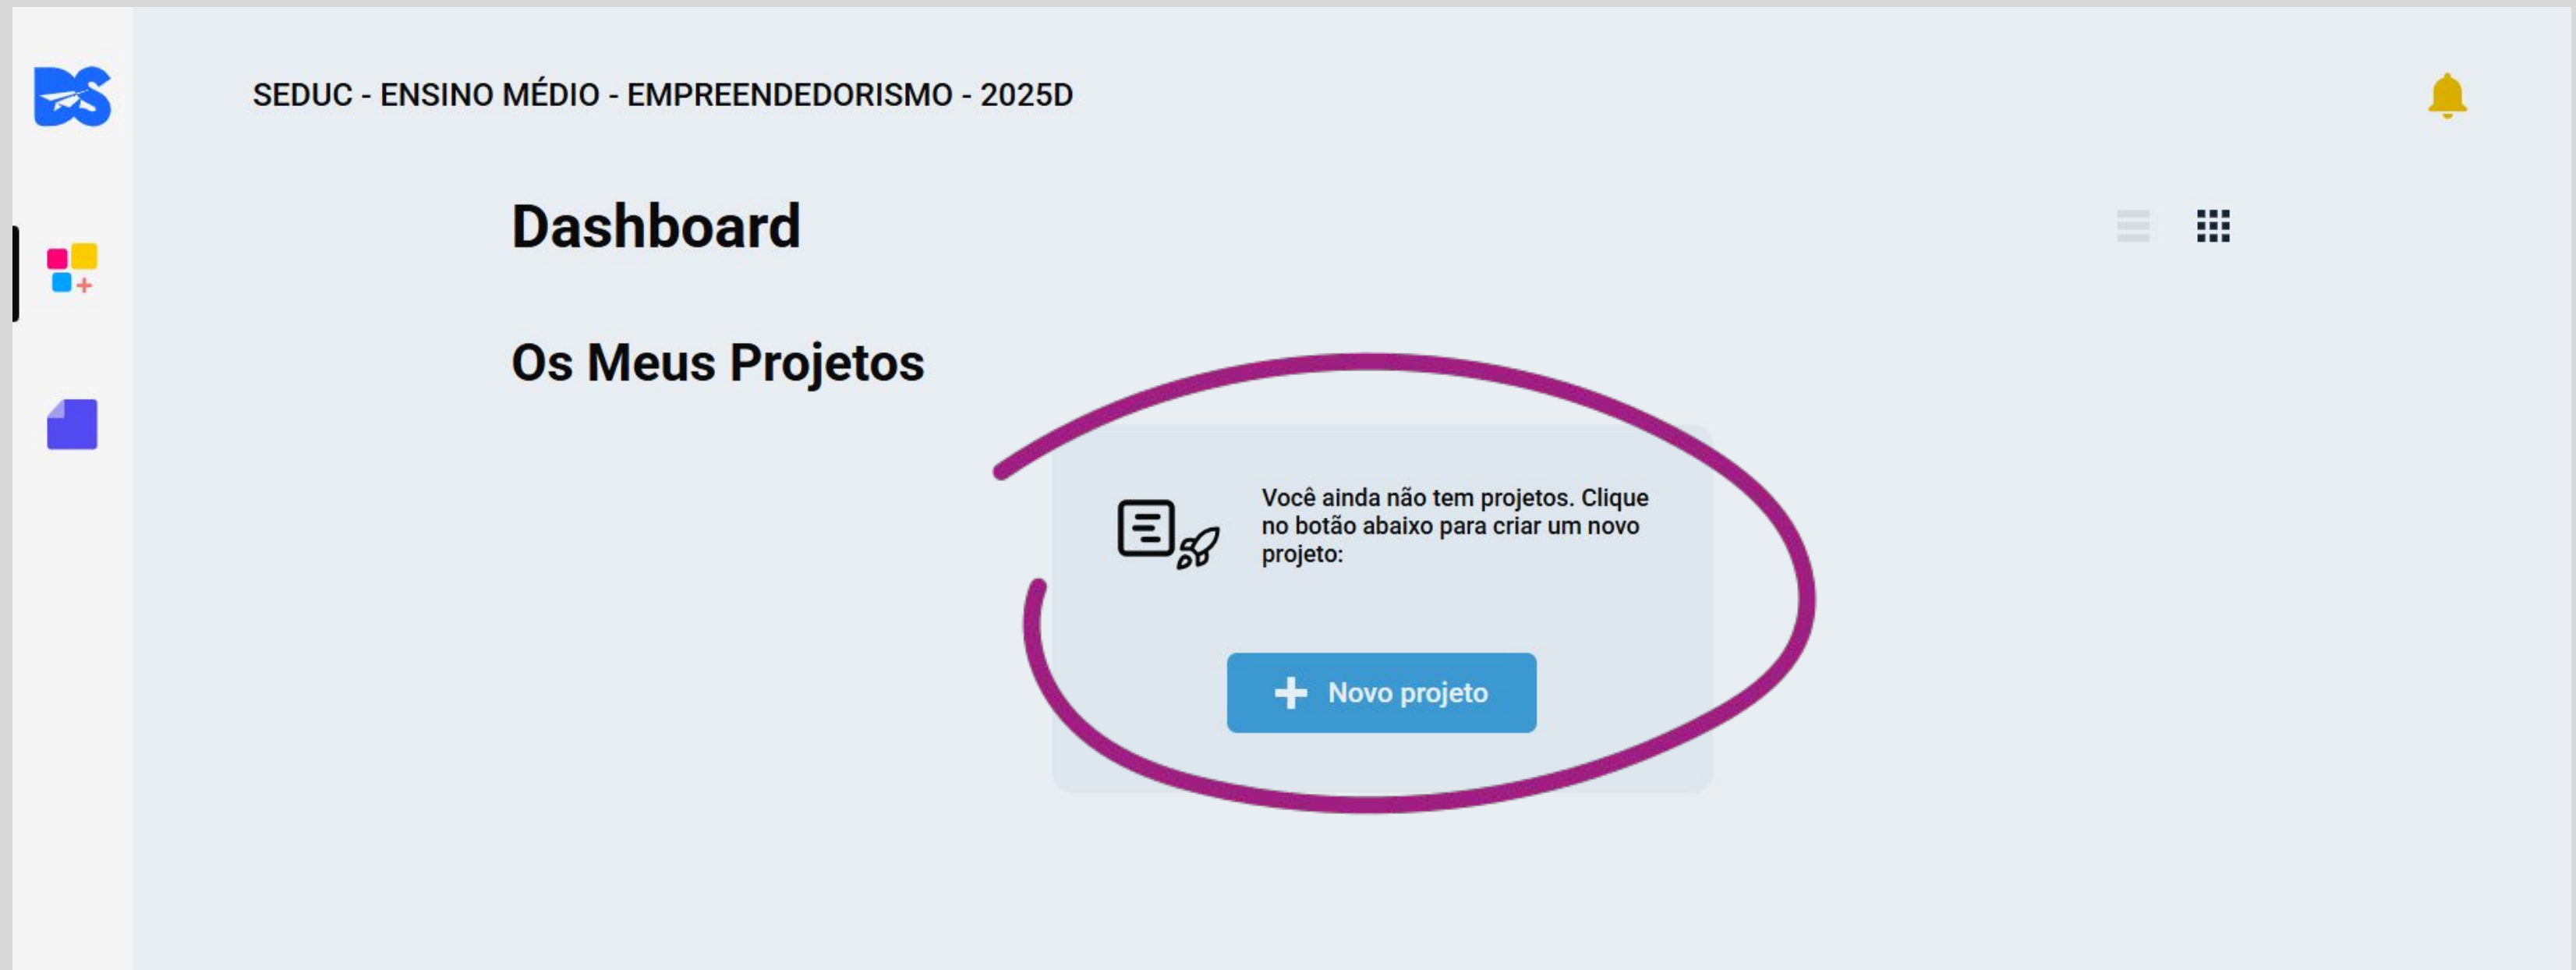 DS
SEDUC - ENSINO MÉDIO - EMPREENDEDORISMO - 2025D
Dashboard
Os Meus Projetos
Você ainda não tem projetos. Clique
no botão abaixo para criar um novo
projeto:
Novo projeto